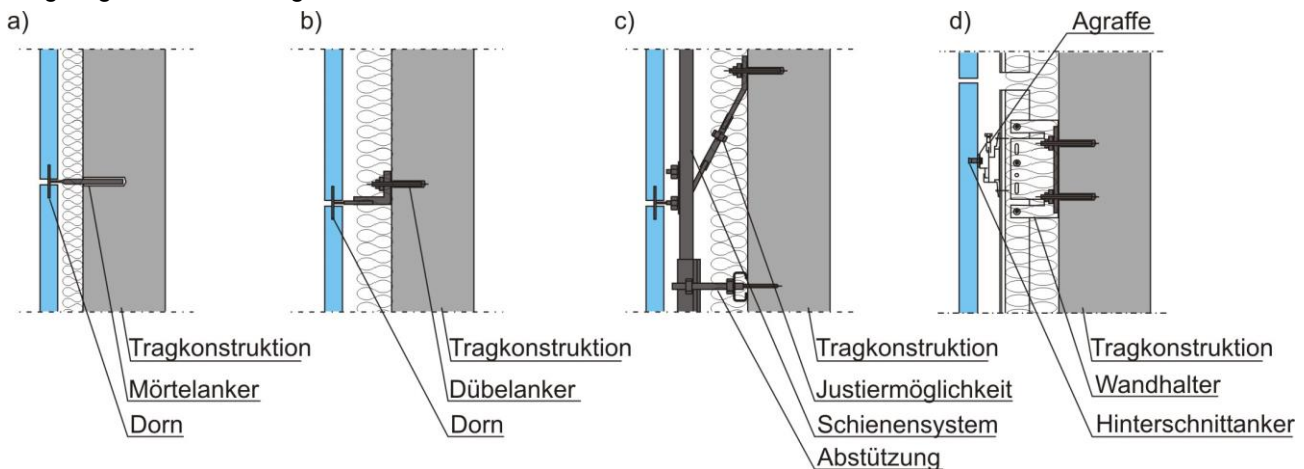 a)
b)
c)
d)
Agraffe
Tragkonstruktion
Mörtelanker
Dorn
Tragkonstruktion
Dübelanker
Dorn
Tragkonstruktion
Justiermöglichkeit
Schienensystem
Abstützung
Tragkonstruktion
Wandhalter
Hinterschnittanker